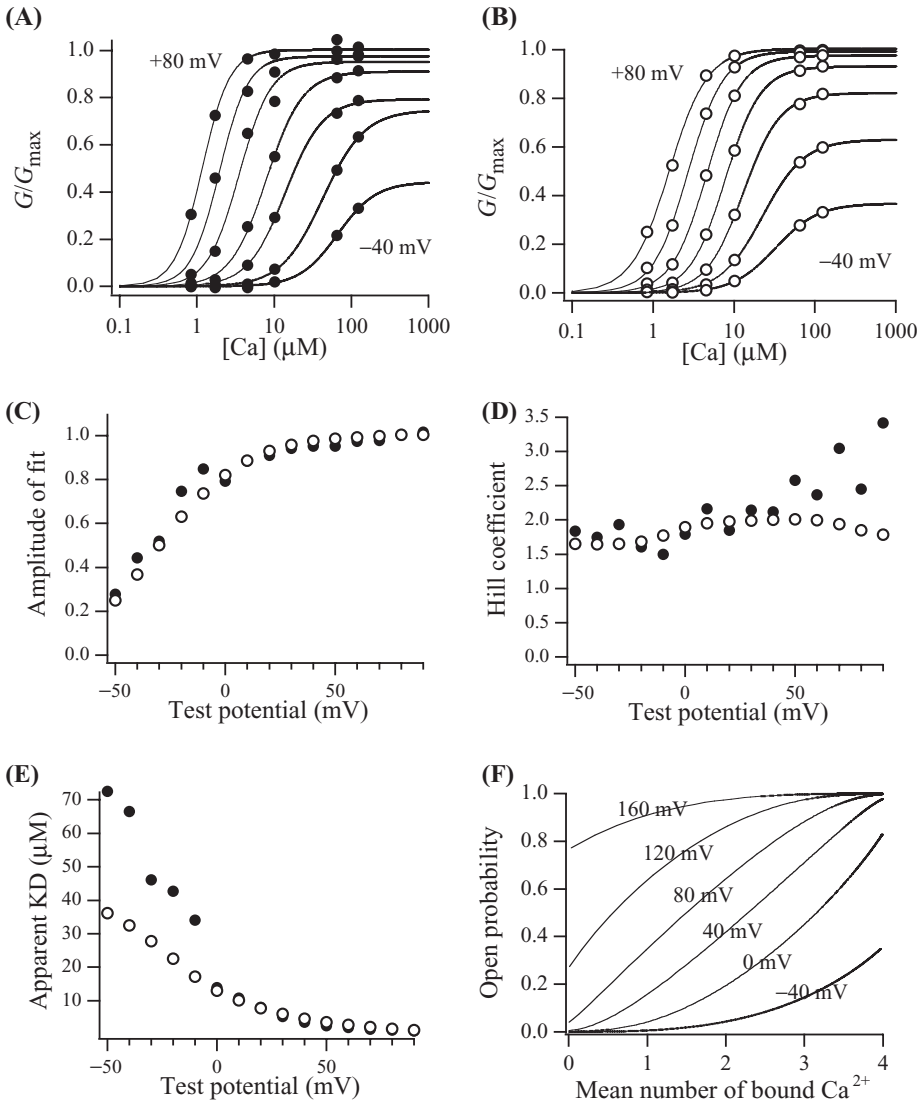 (A)
1.0
0.8
0.6
0.4
0.2
0.0
G/Gmax
+80 mV
−40 mV
0.1 1 10 100 1000
[Ca] (μM)
(B)
1.0
0.8
0.6
0.4
0.2
0.0
G/Gmax
+80 mV
−40 mV
0.1 1 10 100 1000
[Ca] (μM)
(C)
1.0
0.8
0.6
0.4
0.2
0.0
Amplitude of fit
−50 0 50
Test potential (mV)
(D)
3.5
3.0
2.5
2.0
1.5
1.0
0.5
0.0
Hill coefficient
−50 0 50
Test potential (mV)
(E)
70
60
50
40
30
20
10
Apparent KD (μM)
−50 0 50
Test potential (mV)
(F)
1.0
0.8
0.6
0.4
0.2
0.0
Open probability
160 mV
120 mV
80 mV
40 mV
0 mV
−40 mV
0 1 2 3 4
Mean number of bound Ca²⁺